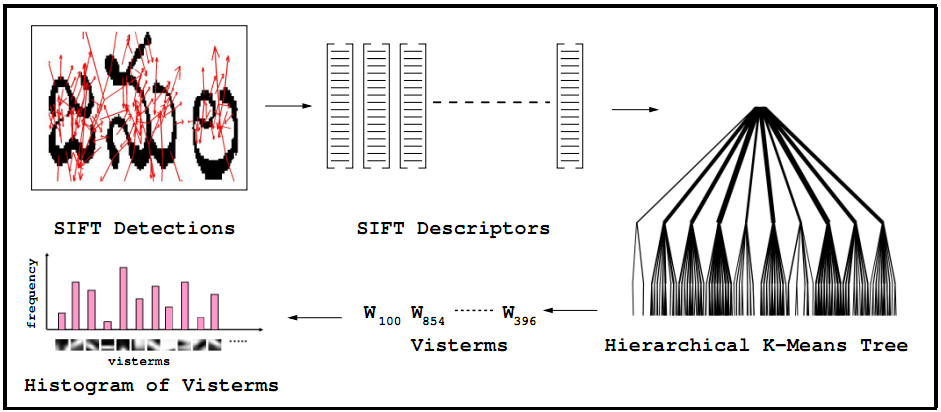 SIFT Detections
SIFT Descriptors
Hierarchical K-Means Tree
W100 W854 ........ W396
Visterms
frequency
.....
visterms
Histogram of Visterms